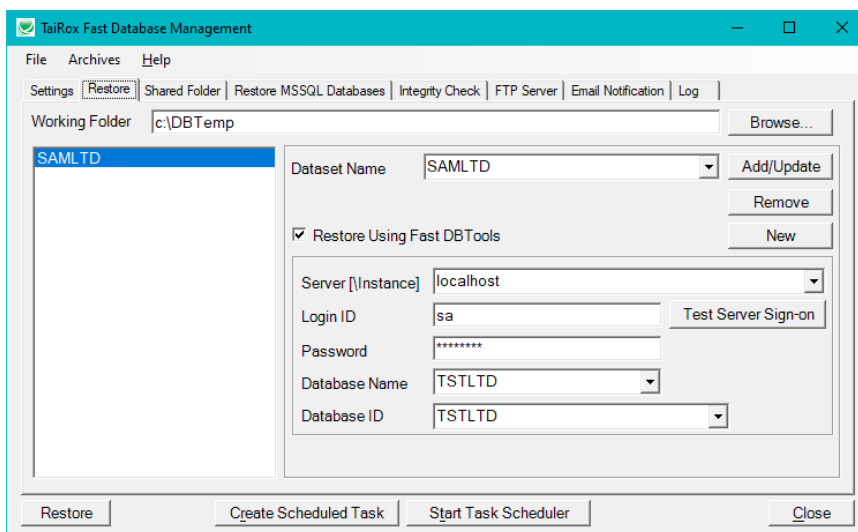 TaiRox Fast Database Management
File Archives Help
Settings Restore Shared Folder Restore MSSQL Databases Integrity Check FTP Server Email Notification Log
Working Folder c:\DBTemp Browse...
SAMLTD
Dataset Name SAMLTD Add/Update
Remove
Restore Using Fast DBTools New
Server [\Instance] localhost
Login ID sa Test Server Sign-on
Password ********
Database Name TSTLTD
Database ID TSTLTD
Restore Create Scheduled Task Start Task Scheduler Close